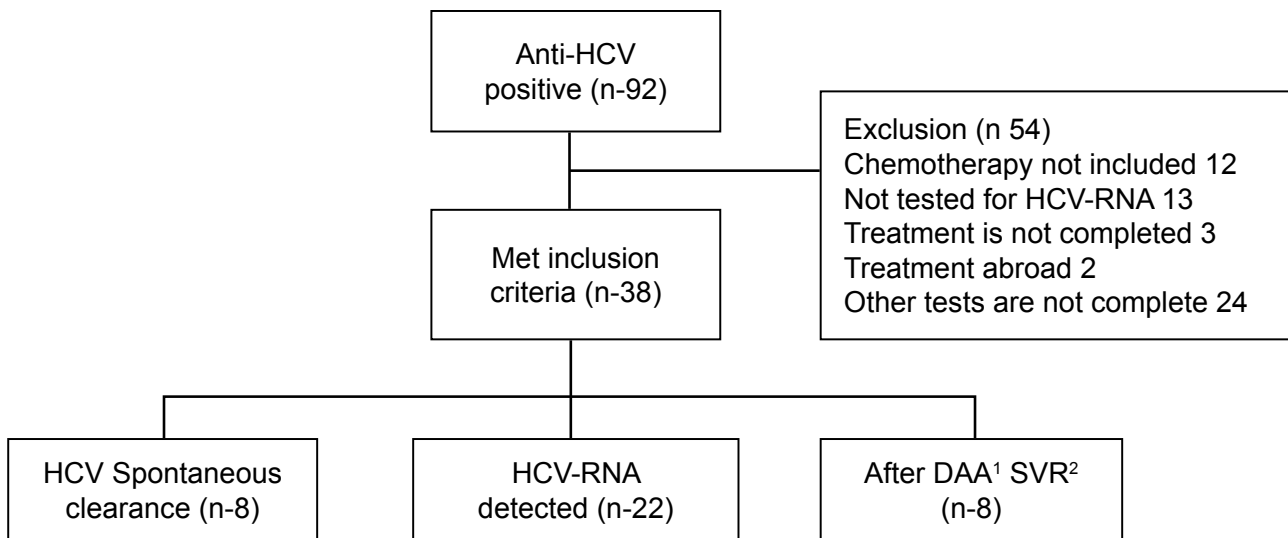 Anti-HCV
positive (n-92)
Exclusion (n 54)
Chemotherapy not included 12
Not tested for HCV-RNA 13
Treatment is not completed 3
Treatment abroad 2
Other tests are not complete 24
Met inclusion
criteria (n-38)
HCV Spontaneous
clearance (n-8)
HCV-RNA
detected (n-22)
After DAA¹ SVR²
(n-8)